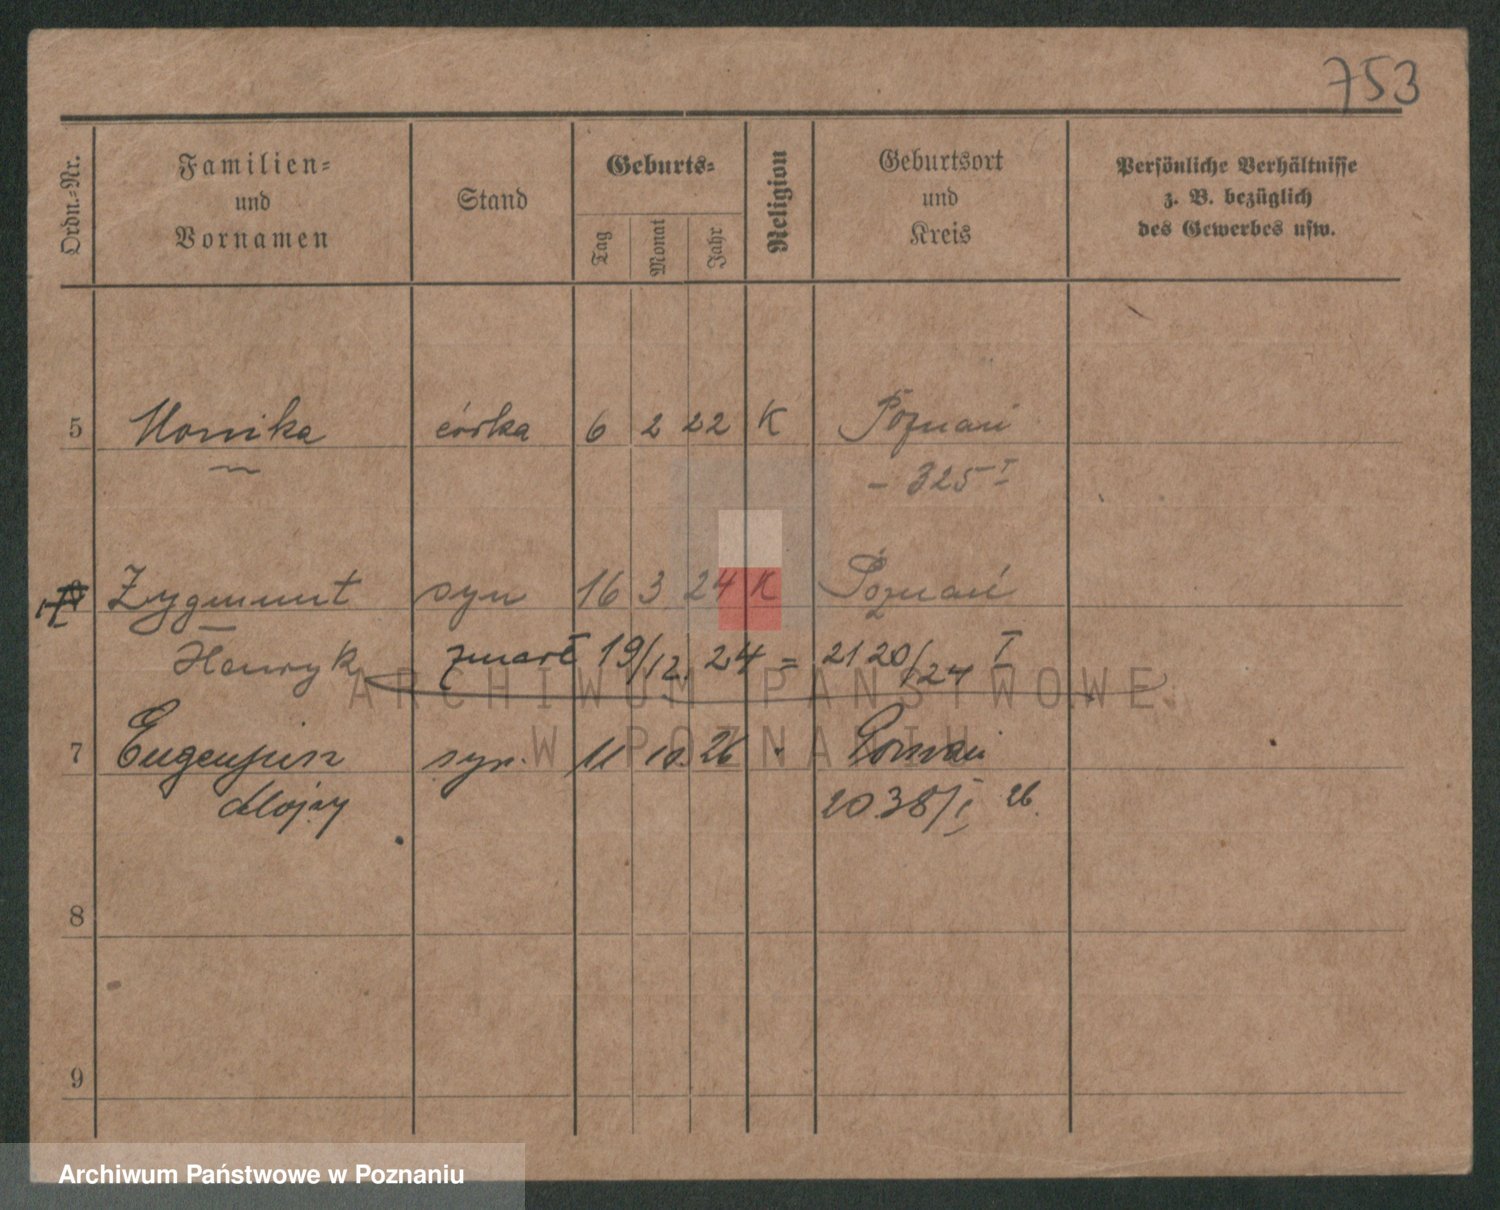 753
Ordn.-Nr.
Familien-
und
Vornamen
Stand
Geburts-
Tag
Monat
Jahr
Religion
Geburtsort
und
Kreis
Persönliche Verhältnisse
z. B. bezüglich
des Gewerbes usw.
5 Monika córka 6 2 22 K Poznań
- 325 I
Zygmunt syn 16 3 24 K Poznań
Henryk zmarł 19/12. 24 = 2120/24 I
ARCHIWUM PAŃSTWOWE
W POZNANIU
7 Eugenjusz syn. 11 10. 26 " Poznań
Alojzy 2038/I 26.
8
9
Archiwum Państwowe w Poznaniu